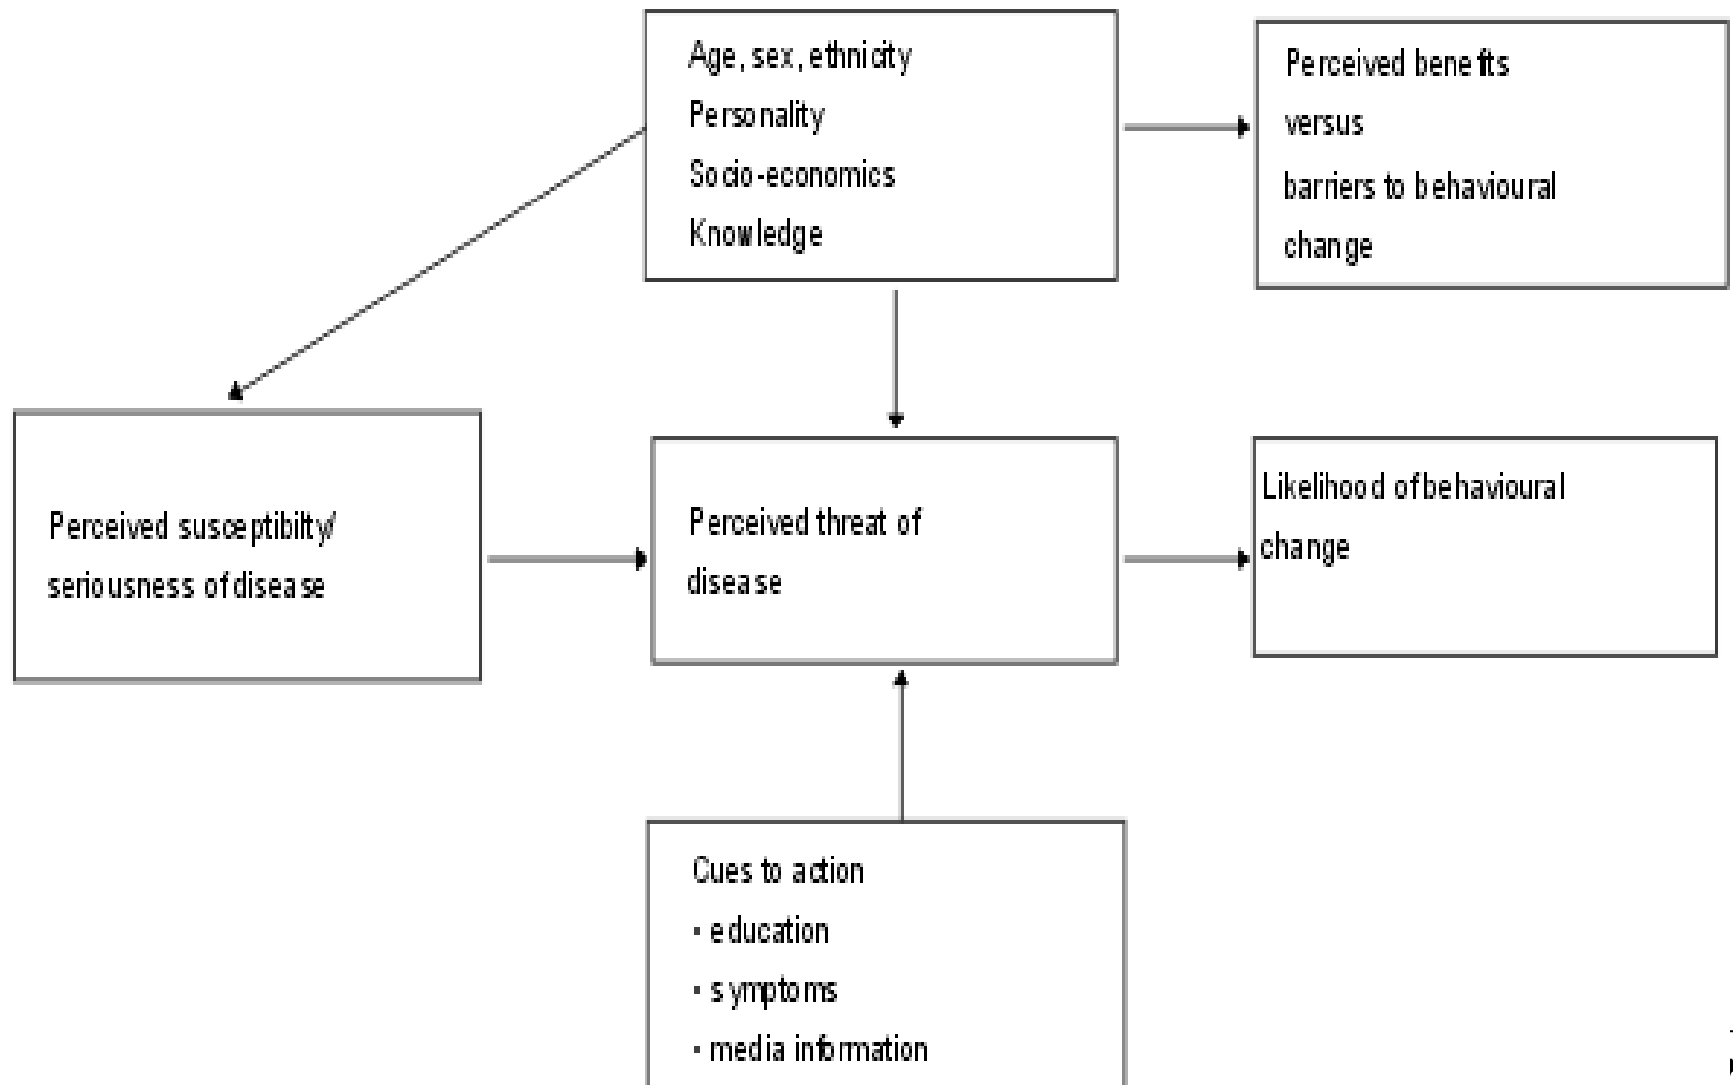 Age, sex, ethnicity
Personality
Socio-economics
Knowledge
Perceived benefits
versus
barriers to behavioural
change
Perceived susceptibilty/
seriousness of disease
Perceived threat of
disease
Likelihood of behavioural
change
Cues to action
• education
• symptoms
• media information